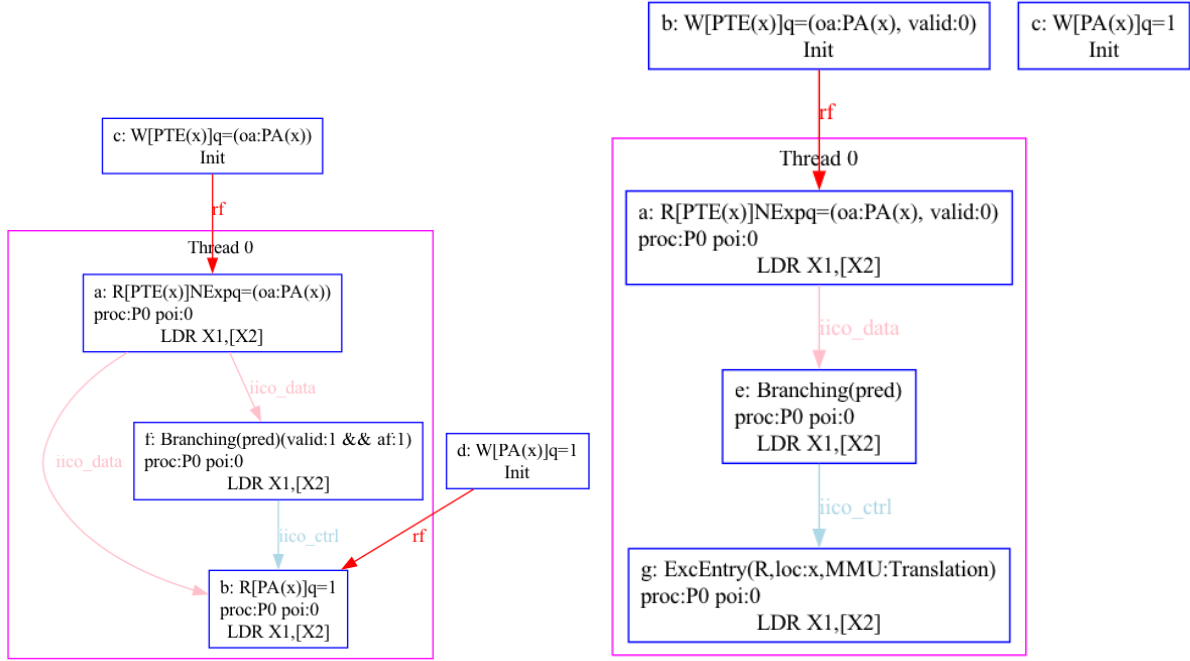 c: W[PTE(x)]q=(oa:PA(x))
Init
rf
Thread 0
a: R[PTE(x)]NExpq=(oa:PA(x))
proc:P0 poi:0
LDR X1,[X2]
iico_data
iico_data
f: Branching(pred)(valid:1 && af:1)
proc:P0 poi:0
LDR X1,[X2]
d: W[PA(x)]q=1
Init
iico_ctrl
rf
b: R[PA(x)]q=1
proc:P0 poi:0
LDR X1,[X2]
b: W[PTE(x)]q=(oa:PA(x), valid:0)
Init
c: W[PA(x)]q=1
Init
rf
Thread 0
a: R[PTE(x)]NExpq=(oa:PA(x), valid:0)
proc:P0 poi:0
LDR X1,[X2]
iico_data
e: Branching(pred)
proc:P0 poi:0
LDR X1,[X2]
iico_ctrl
g: ExcEntry(R,loc:x,MMU:Translation)
proc:P0 poi:0
LDR X1,[X2]